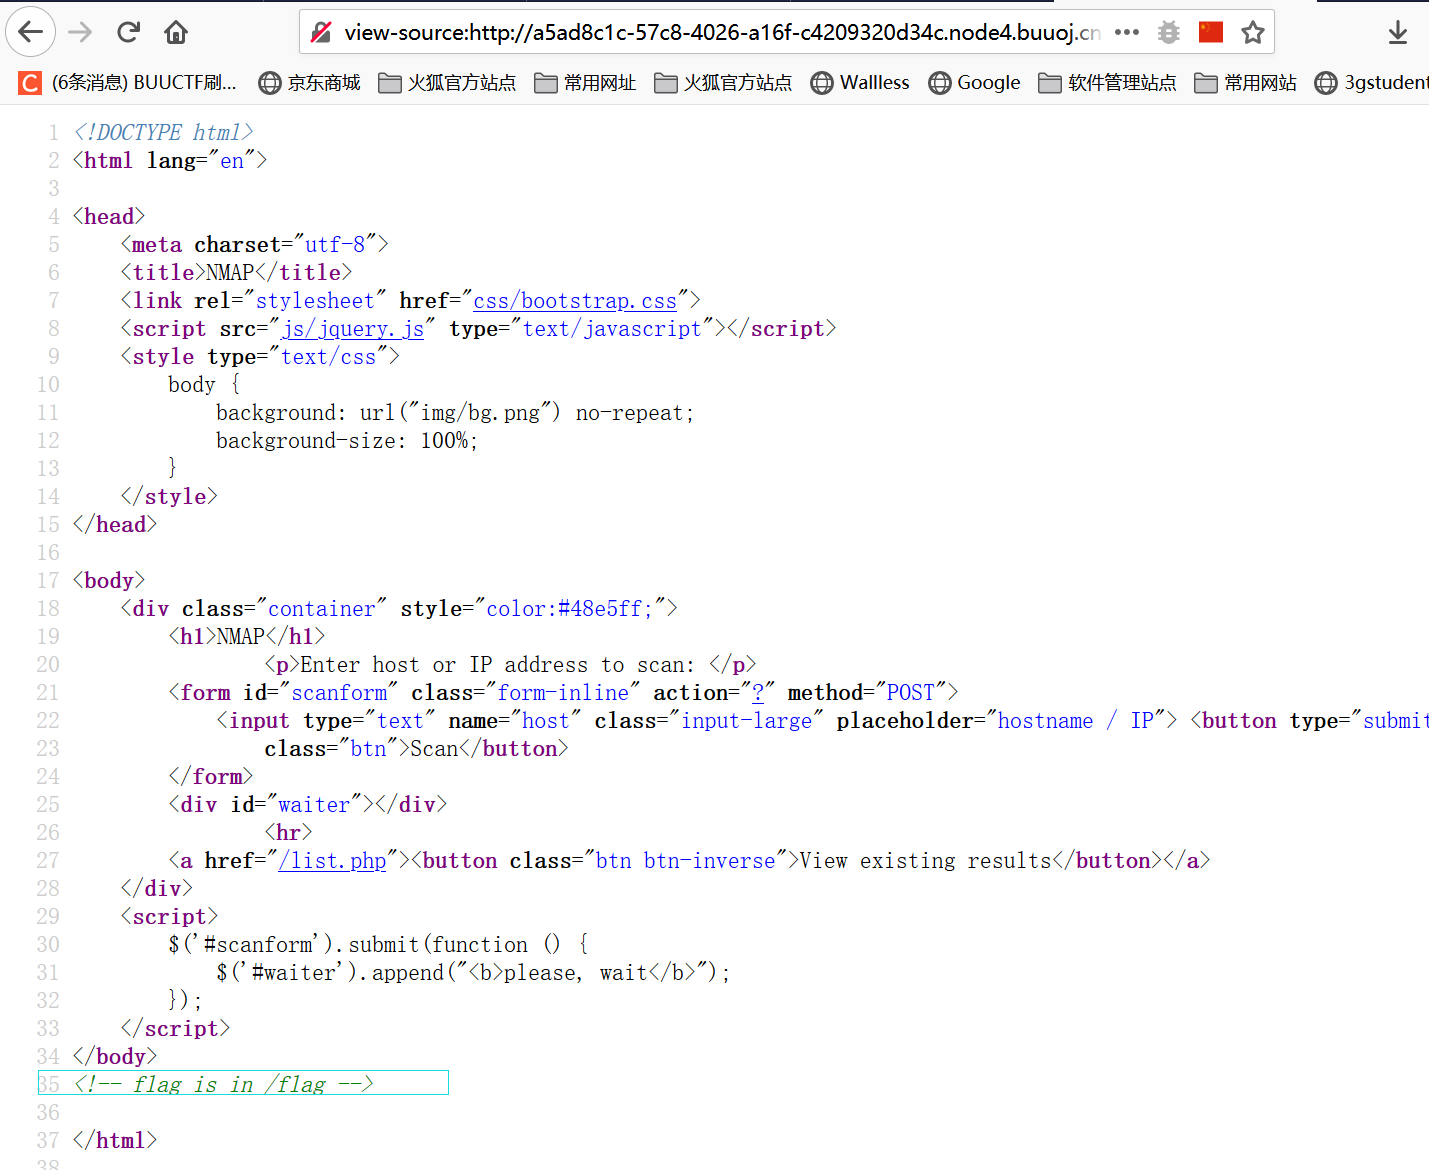 view-source:http://a5ad8c1c-57c8-4026-a16f-c4209320d34c.node4.buuoj.cn
(6条消息) BUUCTF刷... 京东商城 火狐官方站点 常用网址 火狐官方站点 Wallless Google 软件管理站点 常用网站 3gstudent
1 <!DOCTYPE html>
2 <html lang="en">
3
4 <head>
5     <meta charset="utf-8">
6     <title>NMAP</title>
7     <link rel="stylesheet" href="css/bootstrap.css">
8     <script src="js/jquery.js" type="text/javascript"></script>
9     <style type="text/css">
10         body {
11             background: url("img/bg.png") no-repeat;
12             background-size: 100%;
13         }
14     </style>
15 </head>
16
17 <body>
18     <div class="container" style="color:#48e5ff;">
19         <h1>NMAP</h1>
20                 <p>Enter host or IP address to scan: </p>
21         <form id="scanform" class="form-inline" action="?" method="POST">
22             <input type="text" name="host" class="input-large" placeholder="hostname / IP"> <button type="submit
23                 class="btn">Scan</button>
24         </form>
25         <div id="waiter"></div>
26                 <hr>
27         <a href="/list.php"><button class="btn btn-inverse">View existing results</button></a>
28     </div>
29     <script>
30         $('#scanform').submit(function () {
31             $('#waiter').append("<b>please, wait</b>");
32         });
33     </script>
34 </body>
35 <!-- flag is in /flag -->
36
37 </html>
38